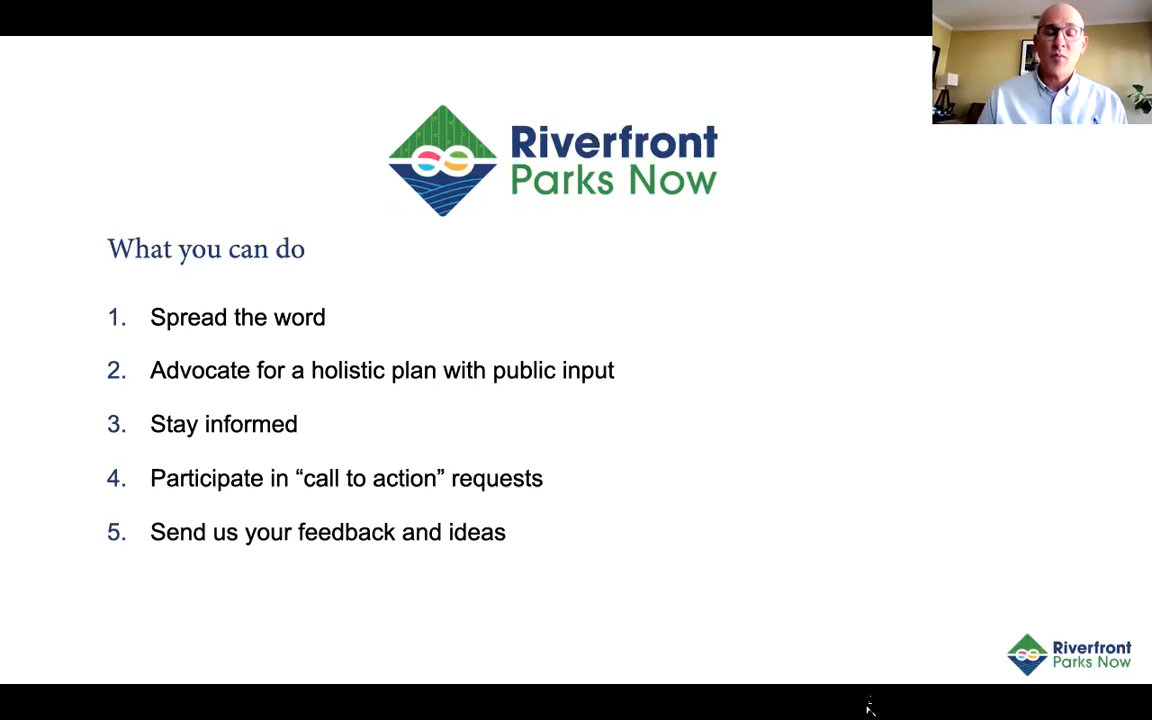 Riverfront
Parks Now
What you can do
1. Spread the word
2. Advocate for a holistic plan with public input
3. Stay informed
4. Participate in “call to action” requests
5. Send us your feedback and ideas
Riverfront
Parks Now